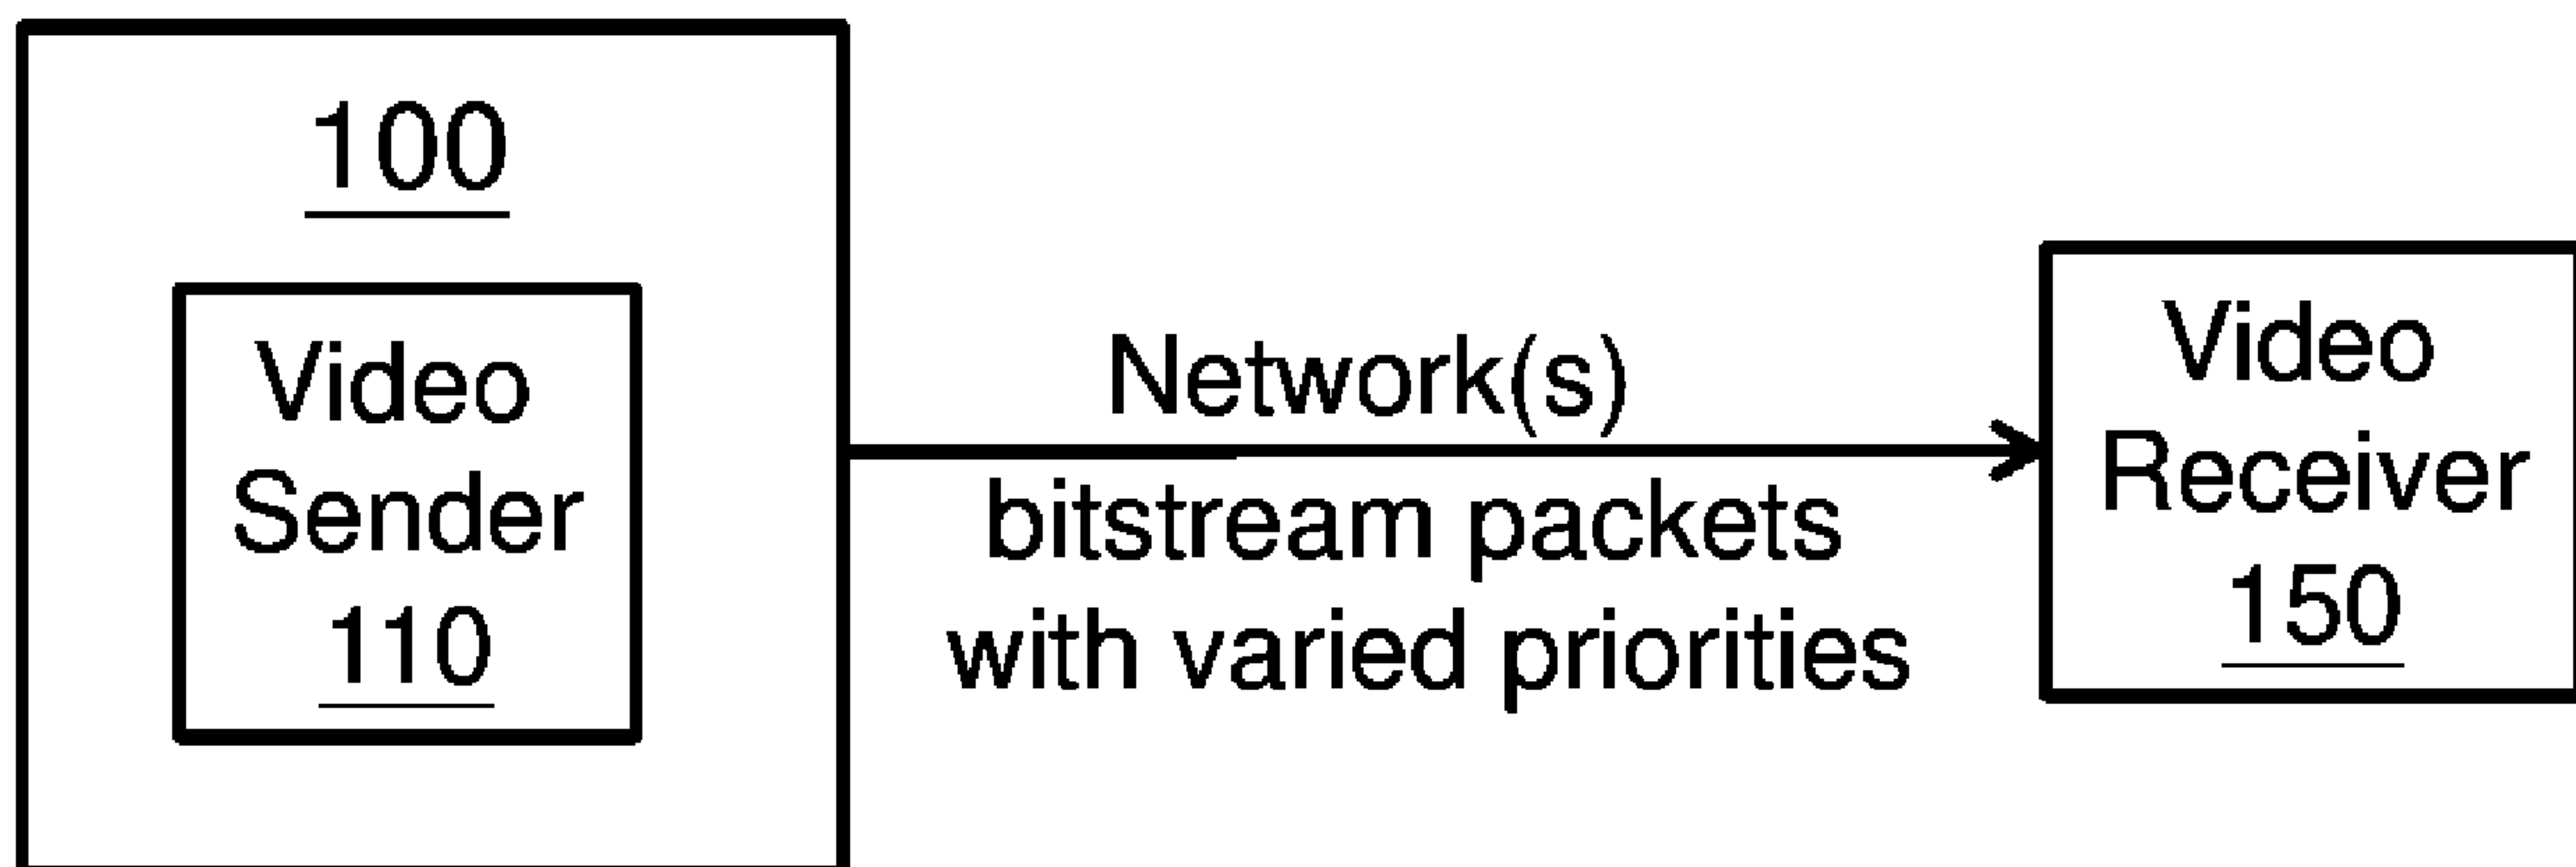 100
Video
Sender
110
Network(s)
bitstream packets
with varied priorities
Video
Receiver
150